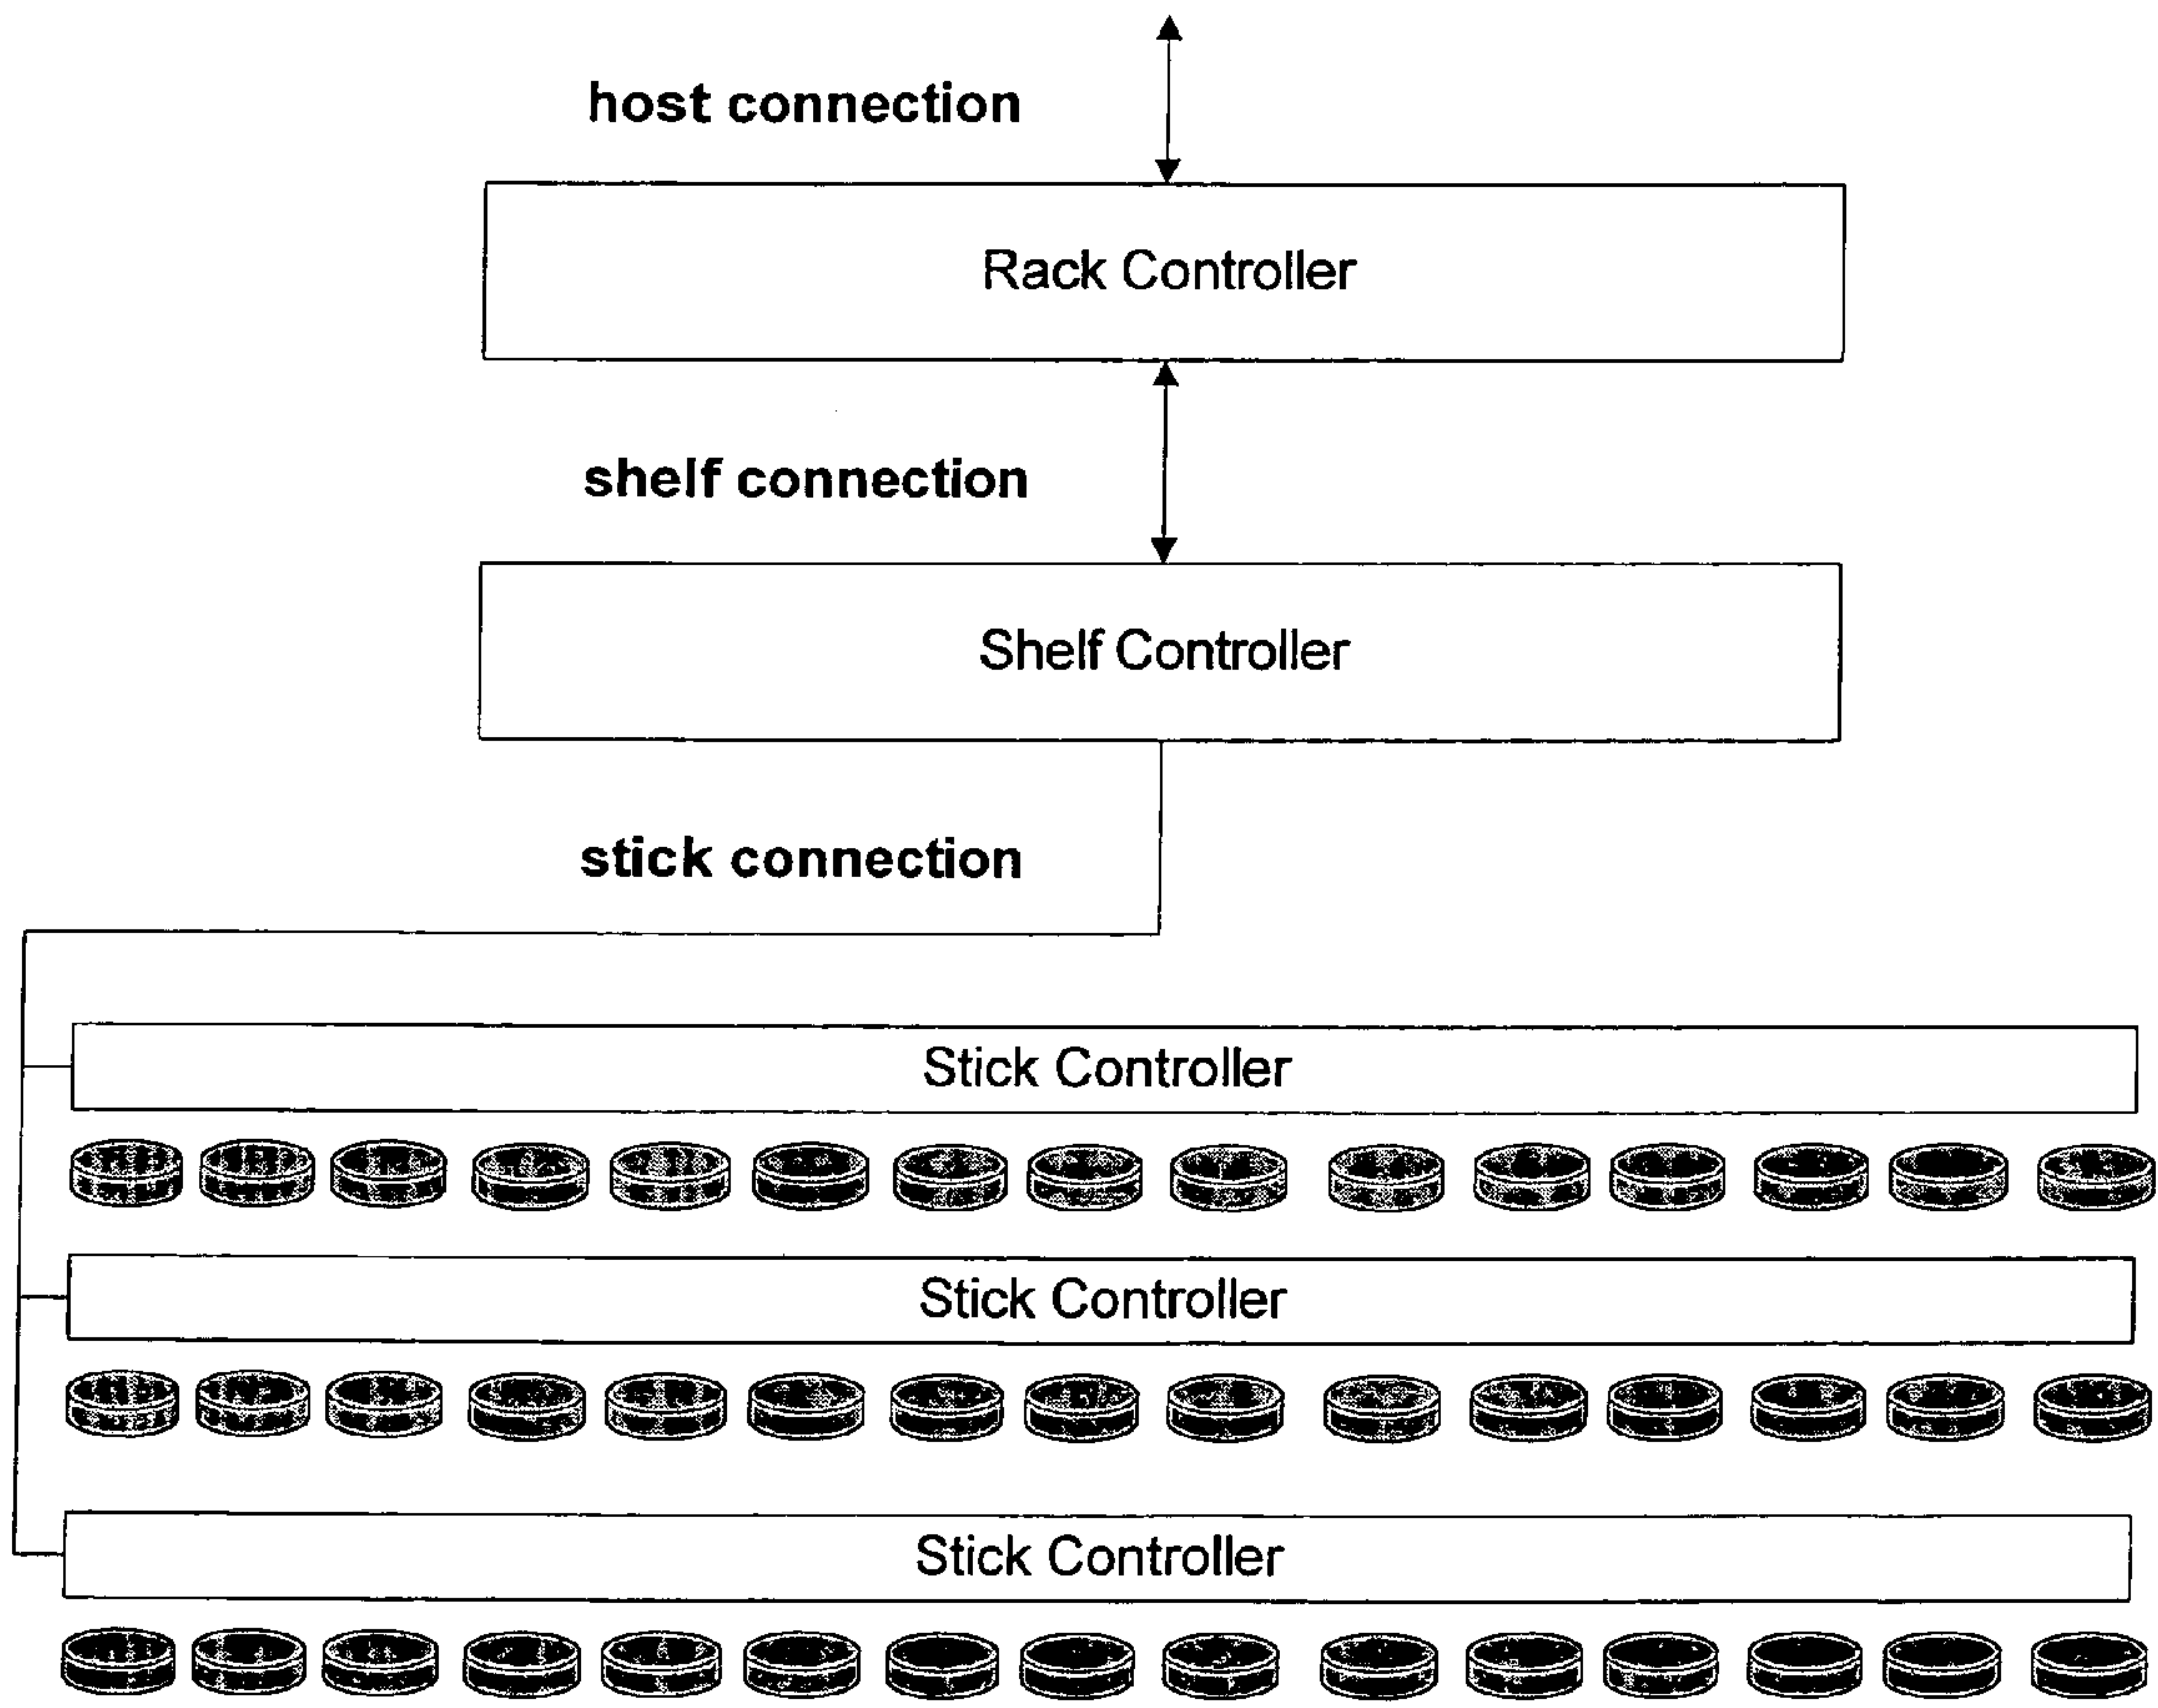 host connection
Rack Controller
shelf connection
Shelf Controller
stick connection
Stick Controller
Stick Controller
Stick Controller